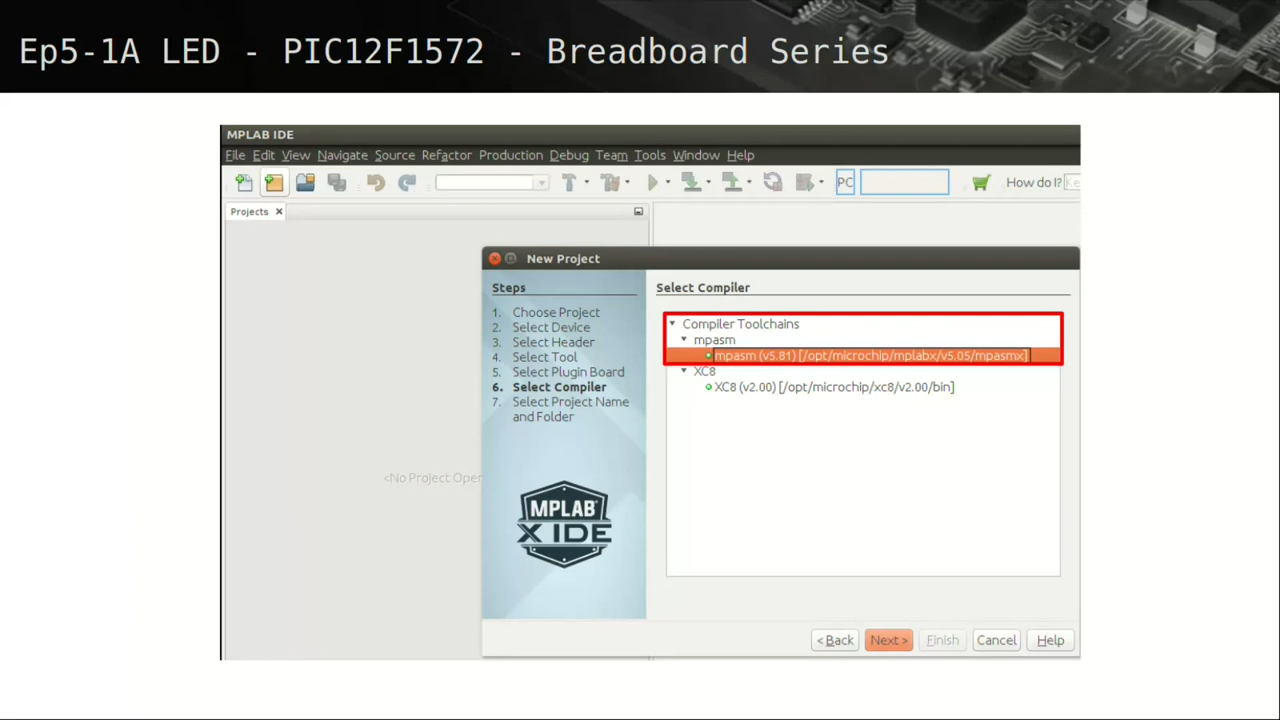 Ep5-1A LED - PIC12F1572 - Breadboard Series
MPLAB IDE
File Edit View Navigate Source Refactor Production Debug Team Tools Window Help
PC
How do I?
Projects
New Project
Steps
Select Compiler
1. Choose Project
2. Select Device
3. Select Header
4. Select Tool
5. Select Plugin Board
6. Select Compiler
7. Select Project Name
and Folder
Compiler Toolchains
mpasm
mpasm (v5.81) [/opt/microchip/mplabx/v5.05/mpasmx]
XC8
XC8 (v2.00) [/opt/microchip/xc8/v2.00/bin]
<No Project Oper
MPLAB
X IDE
< Back Next > Finish Cancel Help